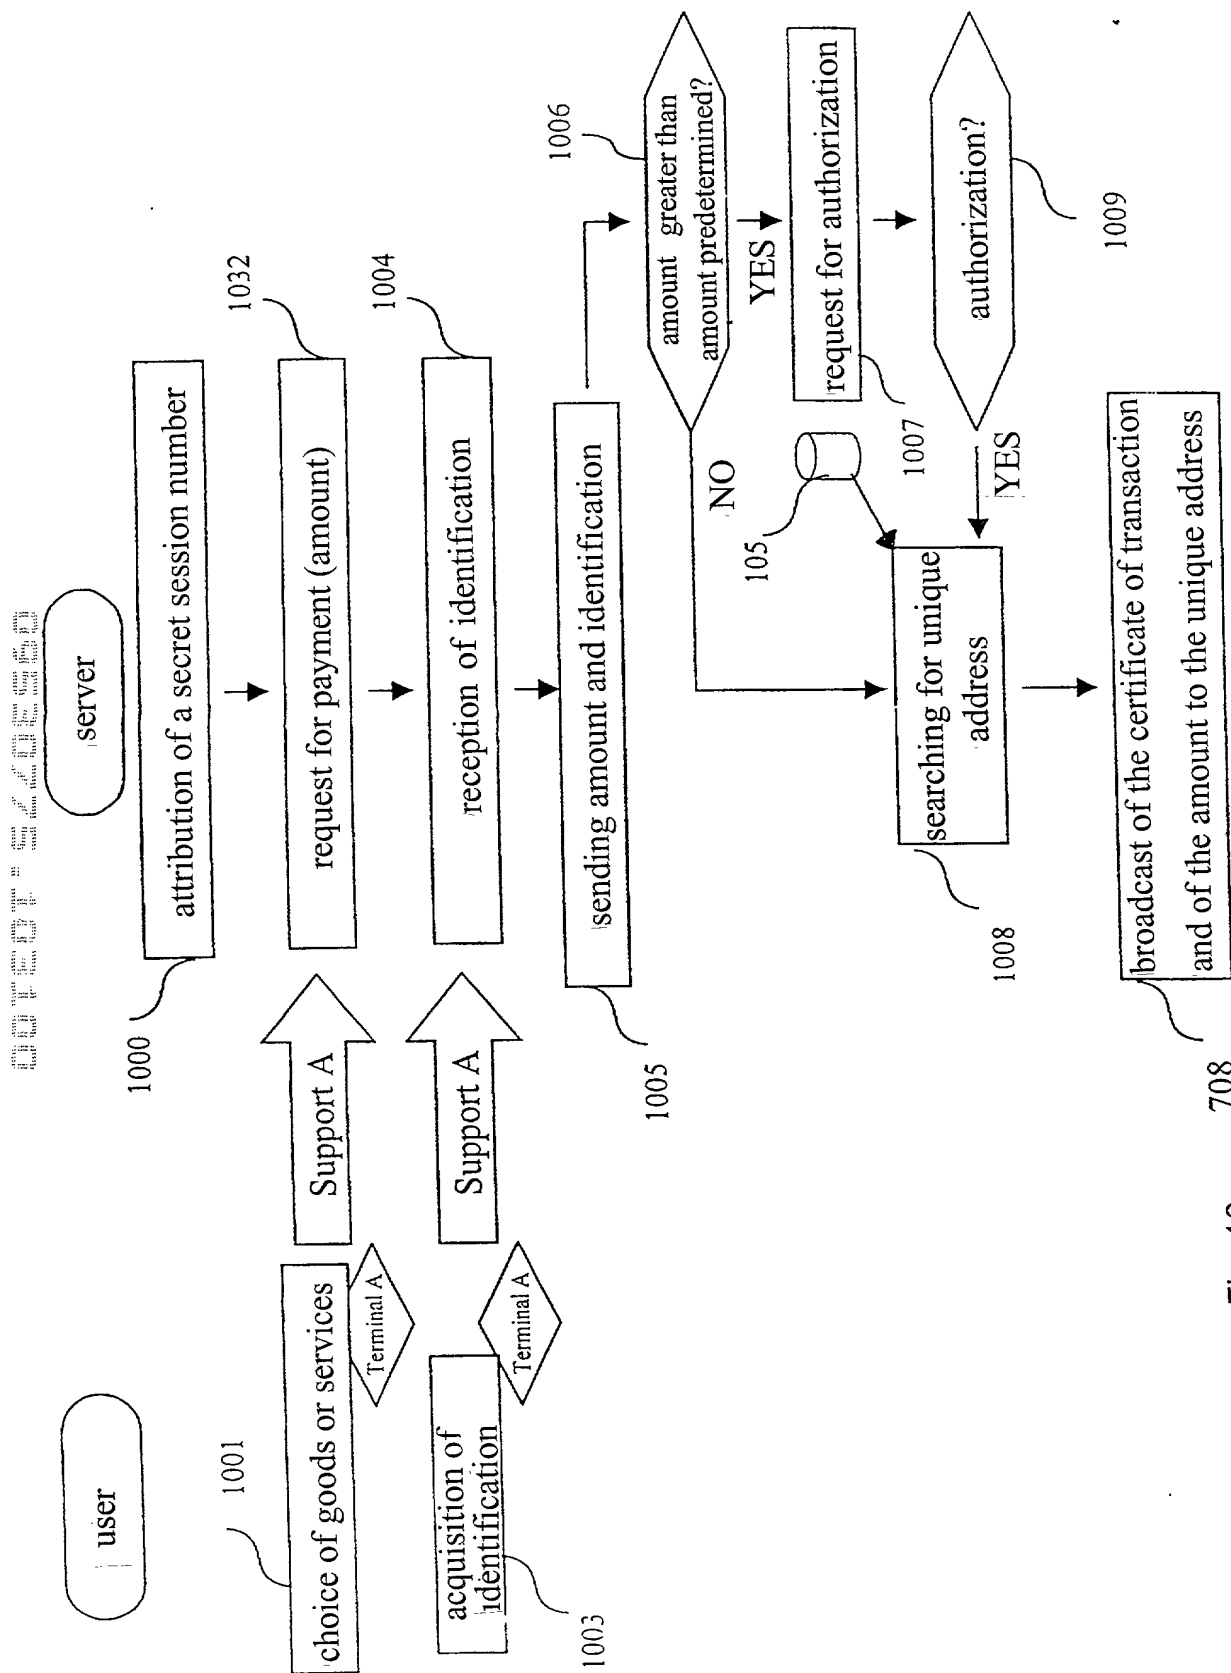 user
server
1000
attribution of a secret session number
1001
choice of goods or services
Terminal A
Support A
1032
request for payment (amount)
1003
acquisition of
identification
Terminal A
Support A
1004
reception of identification
1005
sending amount and identification
1006
amount greater than
amount predetermined?
NO
YES
request for authorization
1007
105
authorization?
1009
YES
1008
searching for unique
address
708
broadcast of the certificate of transaction
and of the amount to the unique address